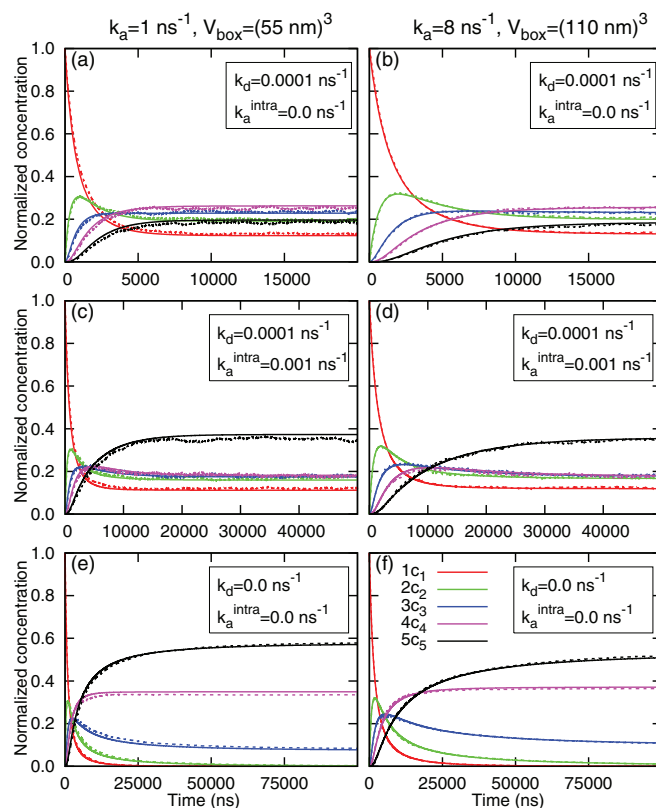 k_a=1 ns^-1, V_box=(55 nm)^3
k_a=8 ns^-1, V_box=(110 nm)^3
Normalized concentration
1.0
0.8
0.6
0.4
0.2
0.0
(a)
k_d=0.0001 ns^-1
k_a^intra=0.0 ns^-1
0 5000 10000 15000
(b)
k_d=0.0001 ns^-1
k_a^intra=0.0 ns^-1
0 5000 10000 15000
Normalized concentration
1.0
0.8
0.6
0.4
0.2
0.0
(c)
k_d=0.0001 ns^-1
k_a^intra=0.001 ns^-1
0 10000 20000 30000 40000
(d)
k_d=0.0001 ns^-1
k_a^intra=0.001 ns^-1
0 10000 20000 30000 40000
Normalized concentration
1.0
0.8
0.6
0.4
0.2
0.0
(e)
k_d=0.0 ns^-1
k_a^intra=0.0 ns^-1
0 25000 50000 75000
Time (ns)
(f)
1c_1
2c_2
3c_3
4c_4
5c_5
k_d=0.0 ns^-1
k_a^intra=0.0 ns^-1
0 25000 50000 75000
Time (ns)